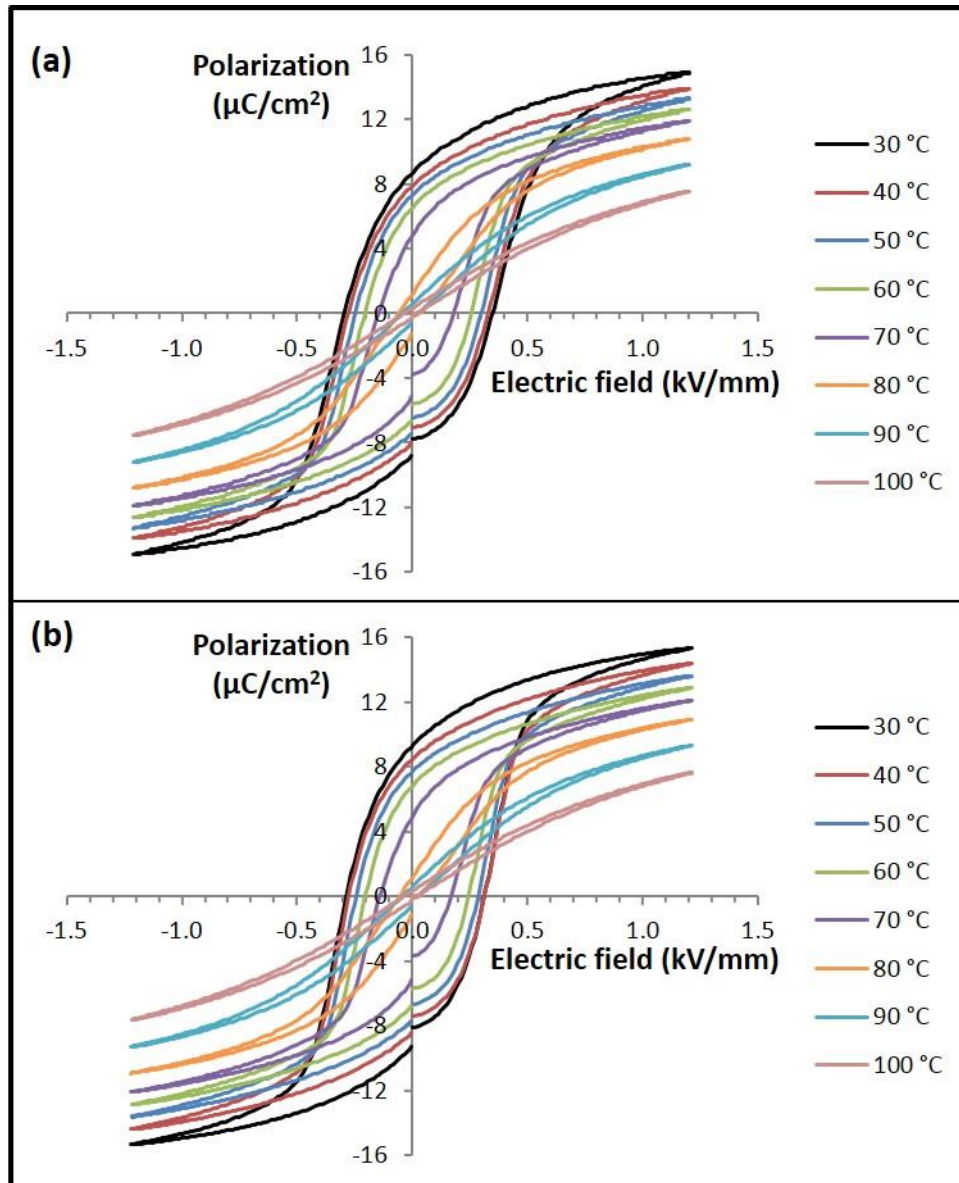 (a)
Polarization
(µC/cm²)
16
12
8
4
0
-4
-8
-12
-16
-1.5 -1.0 -0.5 0.0 0.5 1.0 1.5
Electric field (kV/mm)
30 °C
40 °C
50 °C
60 °C
70 °C
80 °C
90 °C
100 °C
(b)
Polarization
(µC/cm²)
16
12
8
4
0
-4
-8
-12
-16
-1.5 -1.0 -0.5 0.0 0.5 1.0 1.5
Electric field (kV/mm)
30 °C
40 °C
50 °C
60 °C
70 °C
80 °C
90 °C
100 °C